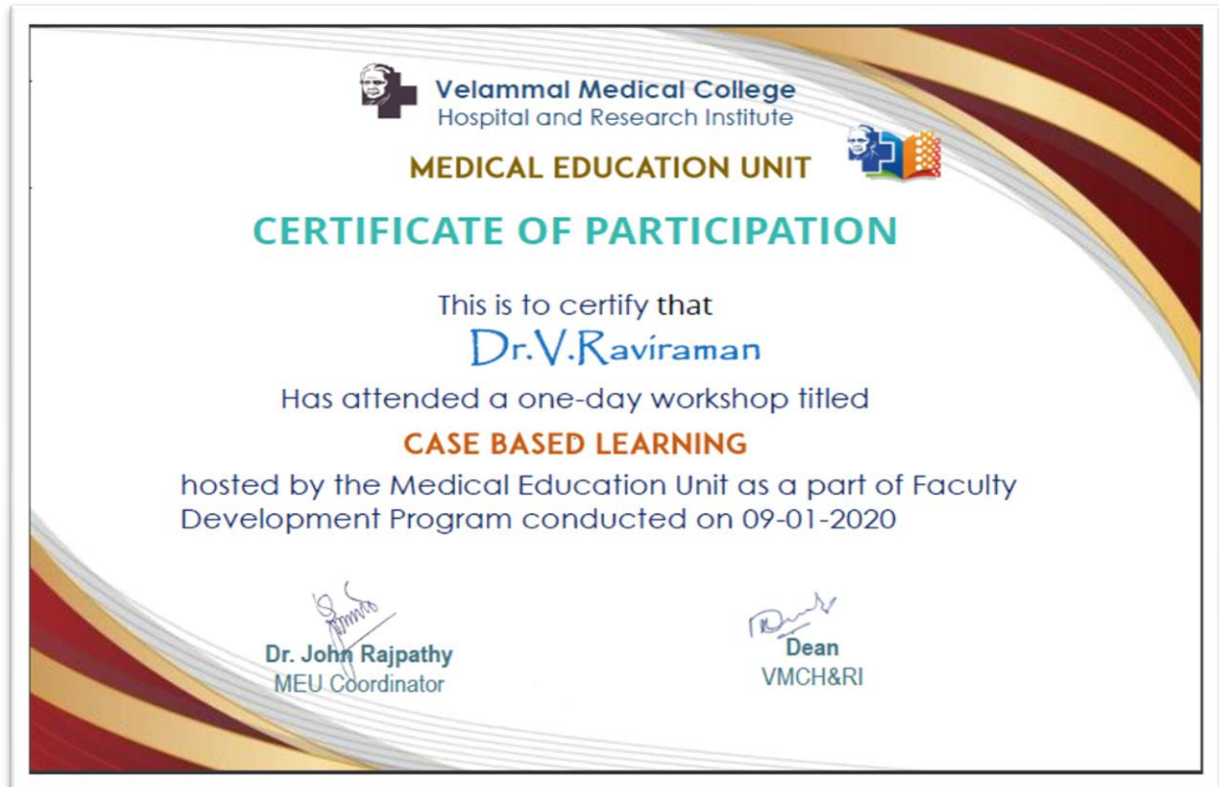 Velammal Medical College
Hospital and Research Institute
MEDICAL EDUCATION UNIT
CERTIFICATE OF PARTICIPATION
This is to certify that
Dr.V.Raviraman
Has attended a one-day workshop titled
CASE BASED LEARNING
hosted by the Medical Education Unit as a part of Faculty
Development Program conducted on 09-01-2020
Dr. John Rajpathy
MEU Coordinator
Dean
VMCH&RI